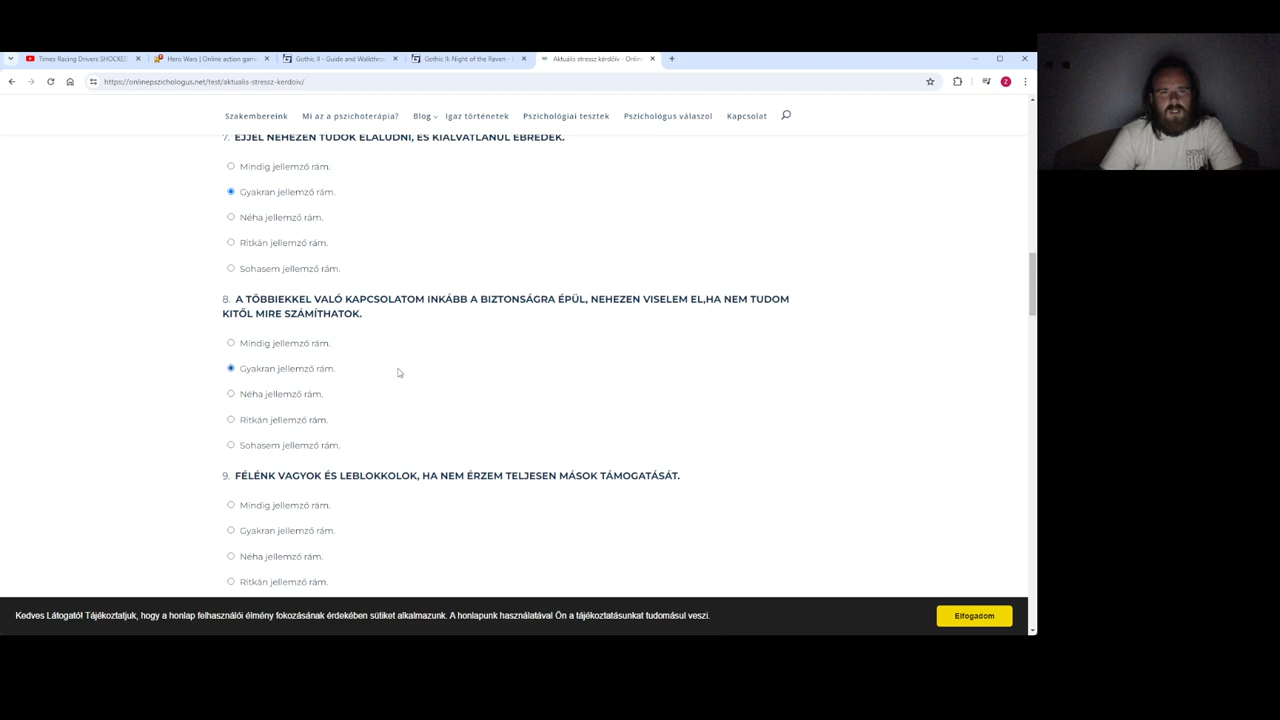 Times Racing Drivers SHOCKED
Hero Wars | Online action gam
Gothic II - Guide and Walkthro
Gothic II: Night of the Raven -
Aktuális stressz kérdőív - Onlin
https://onlinepszichologus.net/test/aktualis-stressz-kerdoiv/
Z
Szakembereink Mi az a pszichoterápia? Blog Igaz történetek Pszichológiai tesztek Pszichológus válaszol Kapcsolat
7. ÉJJEL NEHEZEN TUDOK ELALUDNI, ÉS KIALVATLANUL ÉBREDEK.
Mindig jellemző rám.
Gyakran jellemző rám.
Néha jellemző rám.
Ritkán jellemző rám.
Sohasem jellemző rám.
8. A TÖBBIEKKEL VALÓ KAPCSOLATOM INKÁBB A BIZTONSÁGRA ÉPÜL, NEHEZEN VISELEM EL,HA NEM TUDOM
KITŐL MIRE SZÁMÍTHATOK.
Mindig jellemző rám.
Gyakran jellemző rám.
Néha jellemző rám.
Ritkán jellemző rám.
Sohasem jellemző rám.
9. FÉLÉNK VAGYOK ÉS LEBLOKKOLOK, HA NEM ÉRZEM TELJESEN MÁSOK TÁMOGATÁSÁT.
Mindig jellemző rám.
Gyakran jellemző rám.
Néha jellemző rám.
Ritkán jellemző rám.
Kedves Látogató! Tájékoztatjuk, hogy a honlap felhasználói élmény fokozásának érdekében sütiket alkalmazunk. A honlapunk használatával Ön a tájékoztatásunkat tudomásul veszi.
Elfogadom